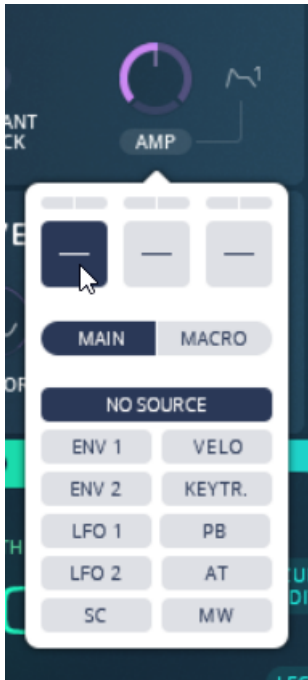 ANT
CK
1
AMP
MAIN MACRO
NO SOURCE
ENV 1 VELO
ENV 2 KEYTR.
LFO 1 PB
LFO 2 AT
SC MW